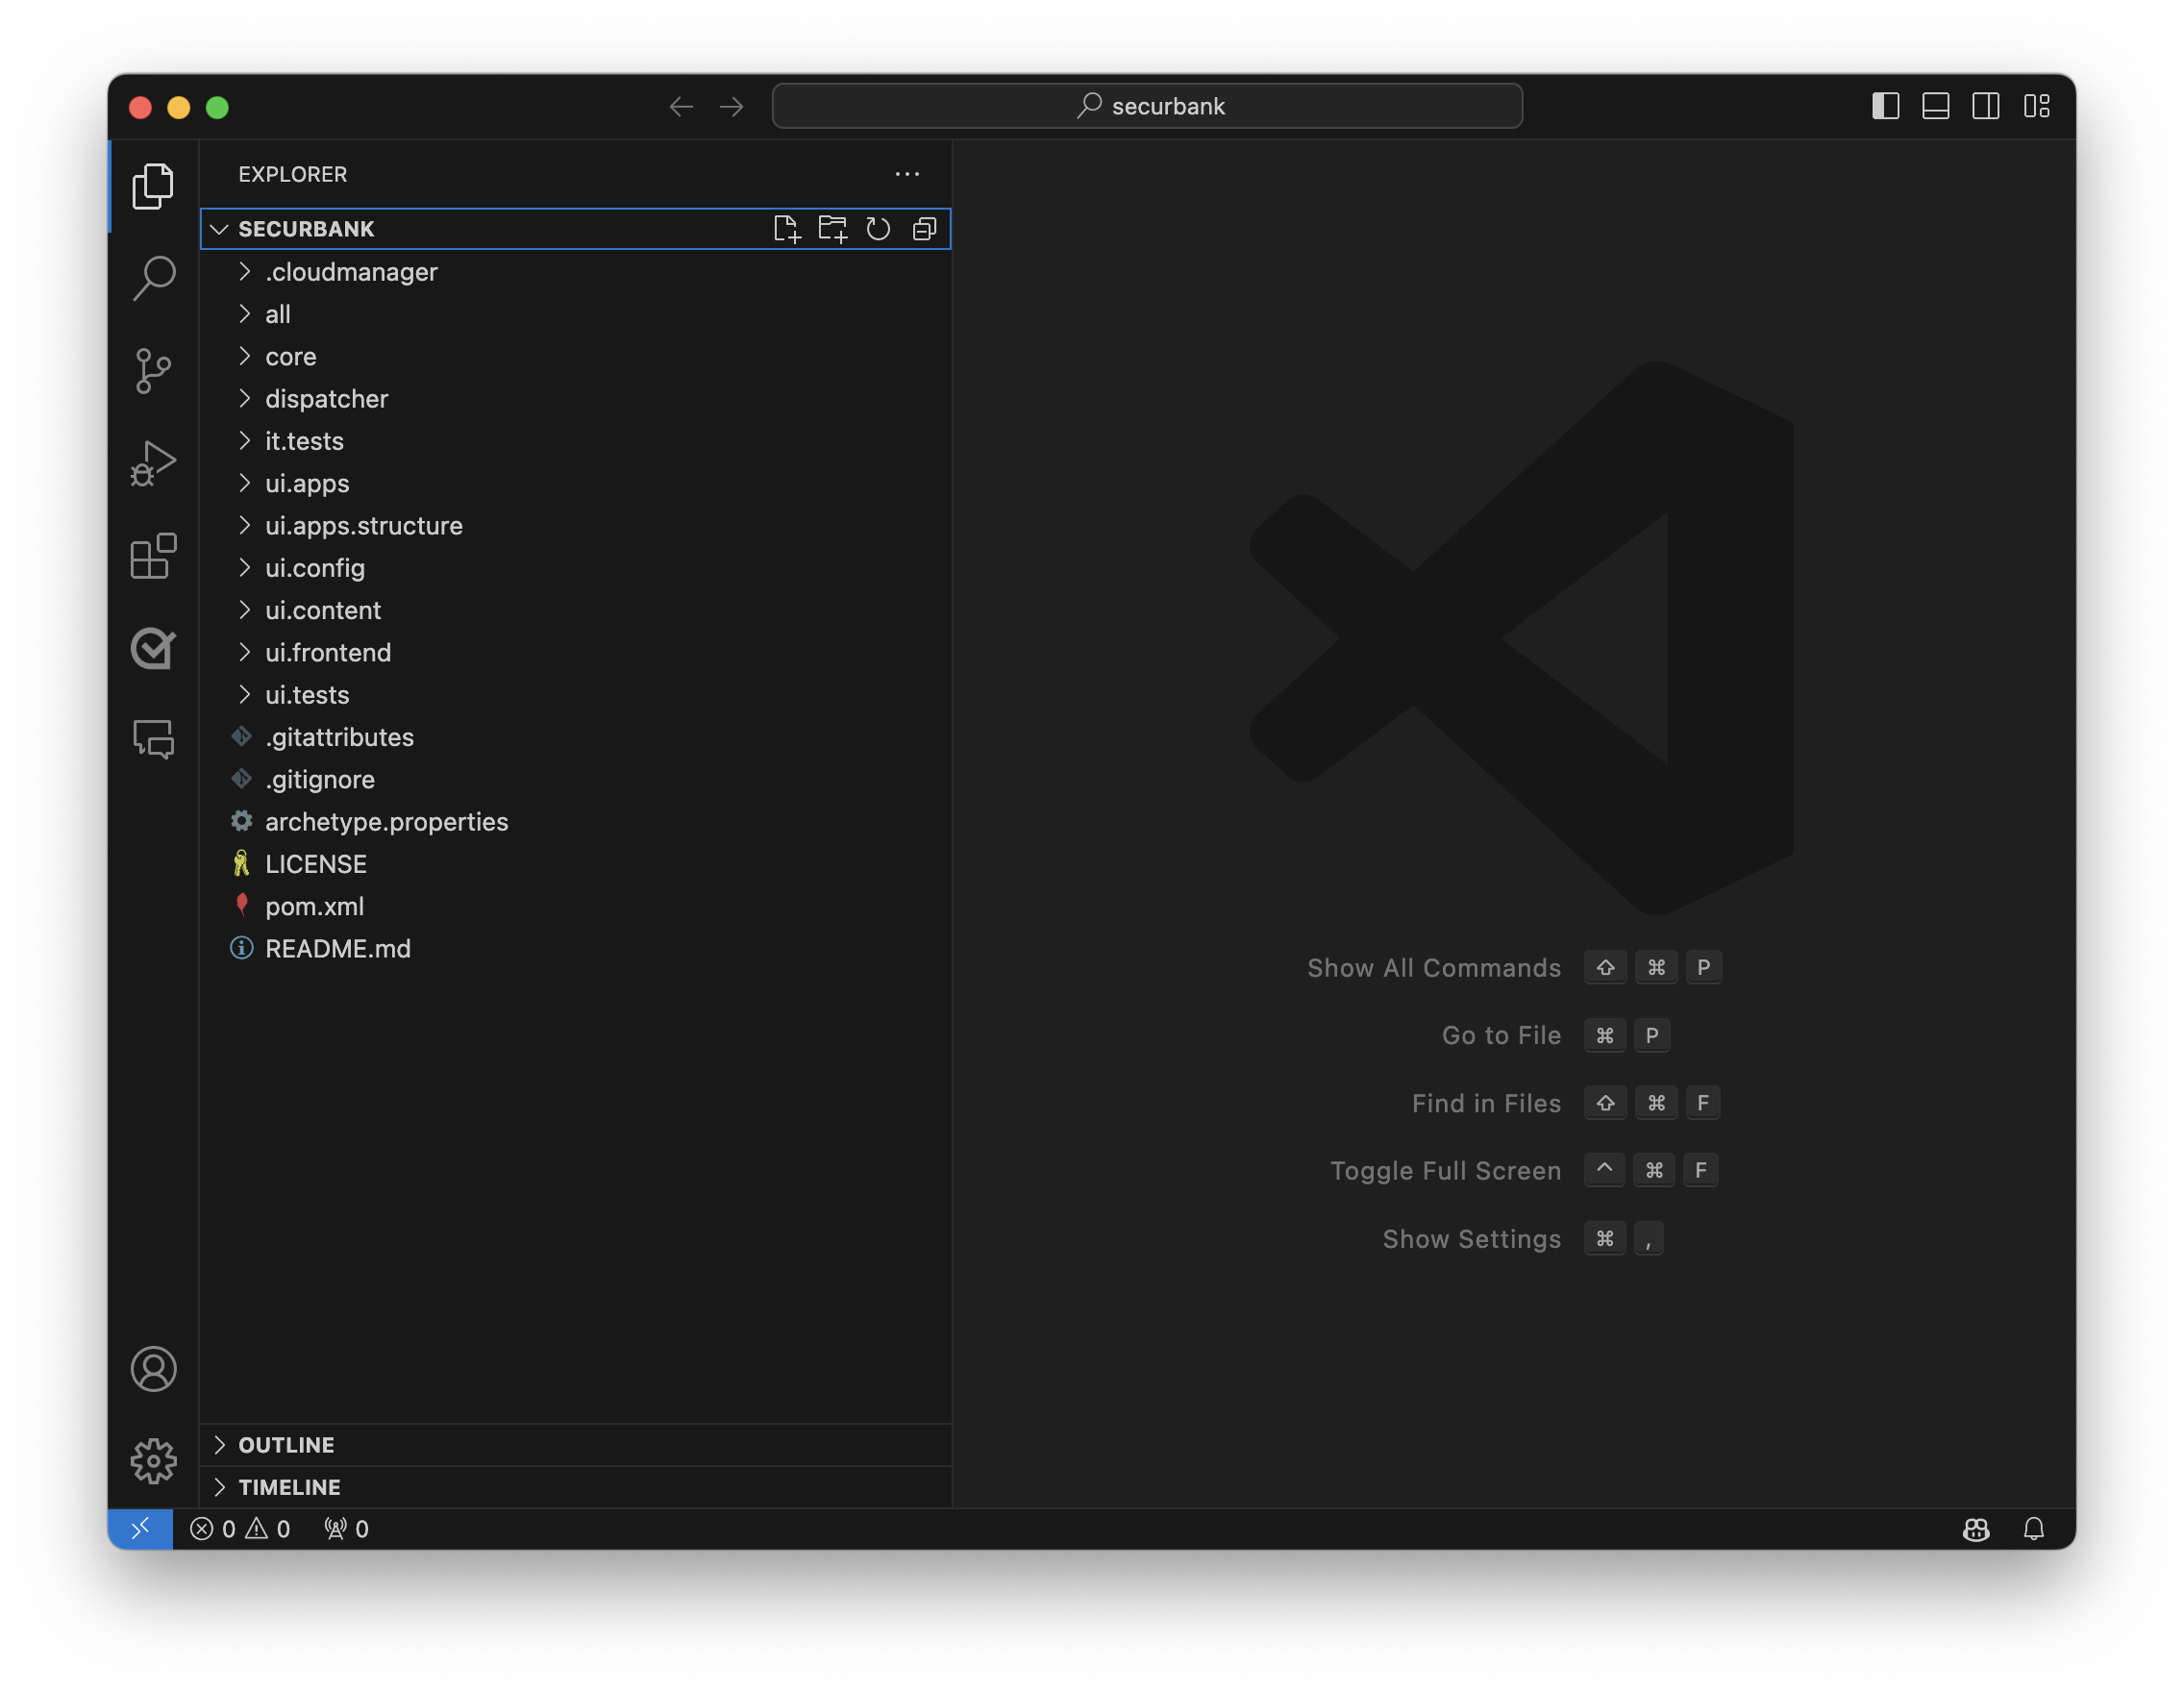 securbank
EXPLORER
SECURBANK
.cloudmanager
all
core
dispatcher
it.tests
ui.apps
ui.apps.structure
ui.config
ui.content
ui.frontend
ui.tests
.gitattributes
.gitignore
archetype.properties
LICENSE
pom.xml
README.md
OUTLINE
TIMELINE
Show All Commands ⇧ ⌘ P
Go to File ⌘ P
Find in Files ⇧ ⌘ F
Toggle Full Screen ^ ⌘ F
Show Settings ⌘ ,
0 0 0